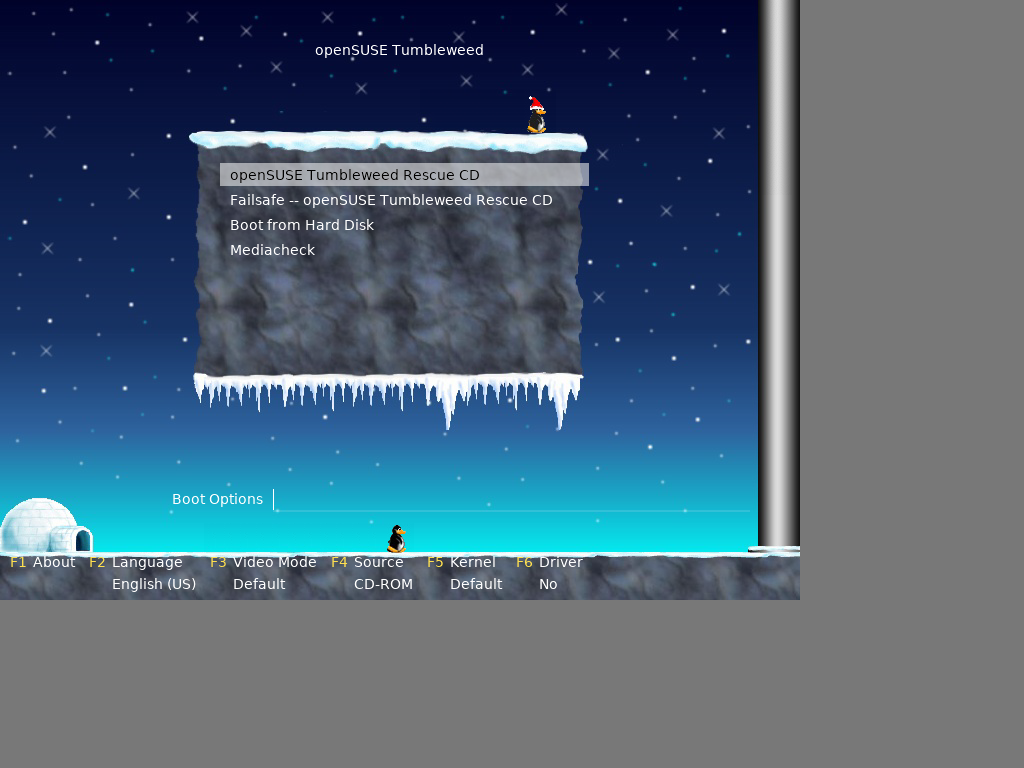 openSUSE Tumbleweed
openSUSE Tumbleweed Rescue CD
Failsafe -- openSUSE Tumbleweed Rescue CD
Boot from Hard Disk
Mediacheck
Boot Options
F1 About F2 Language F3 Video Mode F4 Source F5 Kernel F6 Driver
English (US) Default CD-ROM Default No